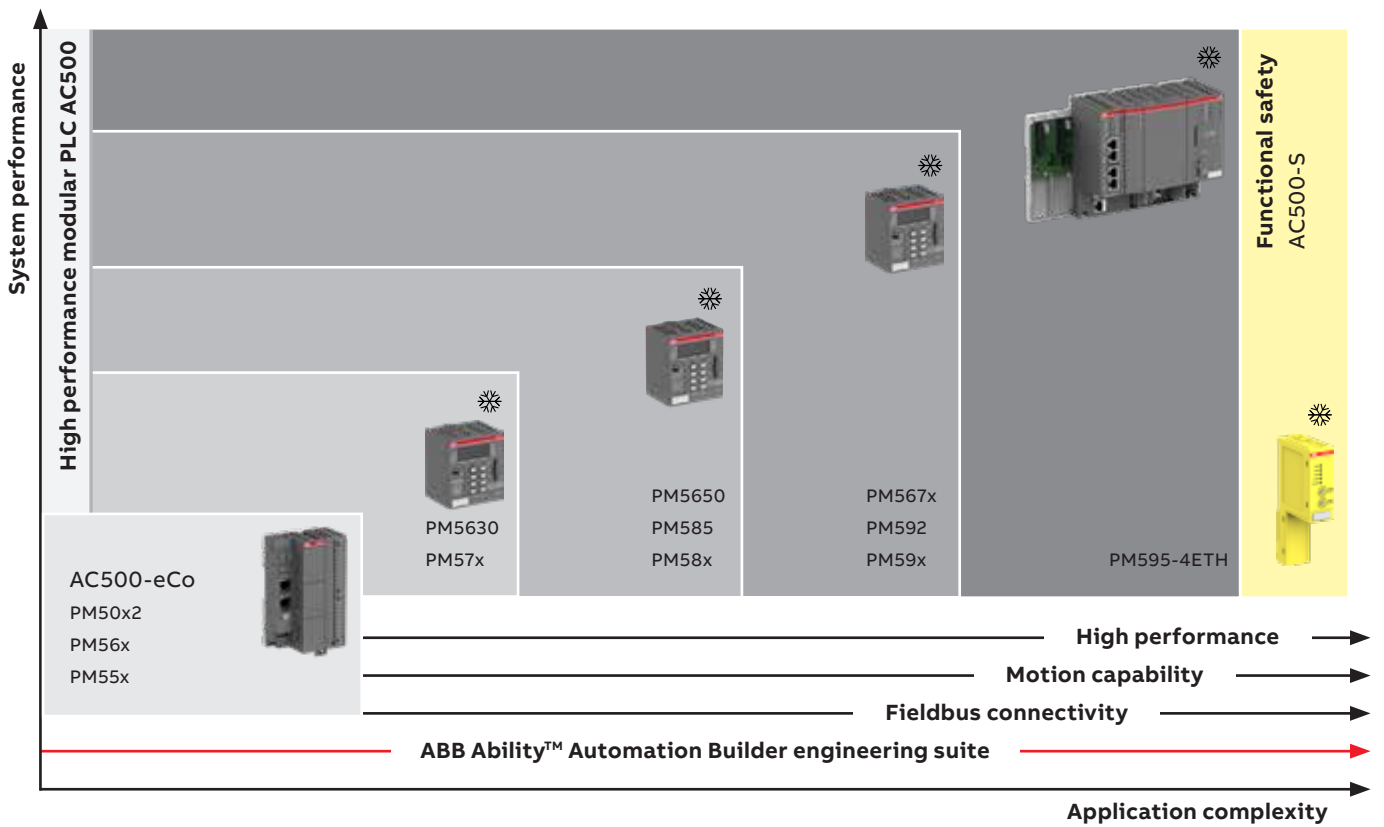 System performance
High performance modular PLC AC500
Functional safety
AC500-S
AC500-eCo
PM50x2
PM56x
PM55x
PM5630
PM57x
PM5650
PM585
PM58x
PM567x
PM592
PM59x
PM595-4ETH
High performance
Motion capability
Fieldbus connectivity
ABB Ability™ Automation Builder engineering suite
Application complexity